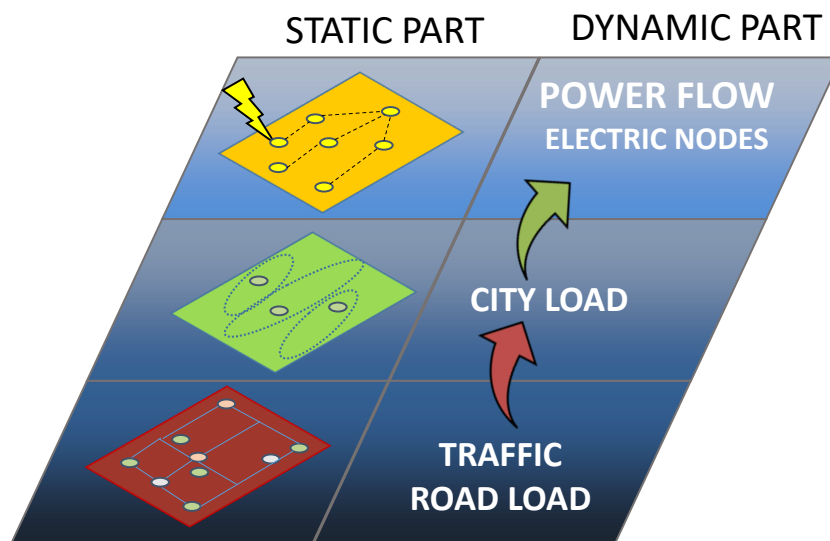 STATIC PART
DYNAMIC PART
POWER FLOW
ELECTRIC NODES
CITY LOAD
TRAFFIC
ROAD LOAD